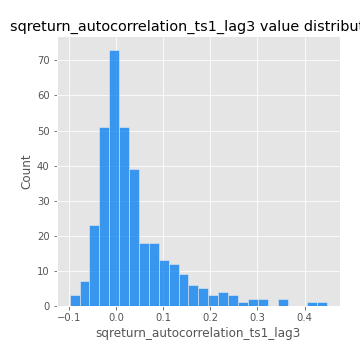 sqreturn_autocorrelation_ts1_lag3 value distribut
Count
70
60
50
40
30
20
10
0
−0.1 0.0 0.1 0.2 0.3 0.4
sqreturn_autocorrelation_ts1_lag3